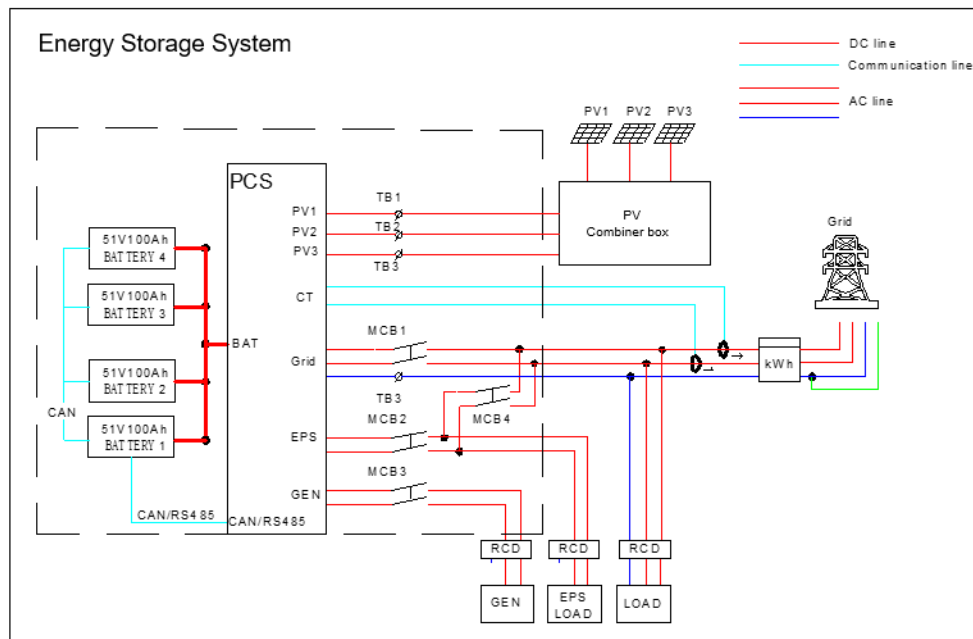 Energy Storage System
DC line
Communication line
AC line
PV1 PV2 PV3
PCS
PV1
TB1
PV2
TB2
PV3
TB3
PV
Combiner box
Grid
51V100Ah
BATTERY 4
51V100Ah
BATTERY 3
51V100Ah
BATTERY 2
51V100Ah
BATTERY 1
CAN
BAT
CT
MCB1
Grid
kWh
TB3
MCB2
MCB4
EPS
MCB3
GEN
CAN/RS485
CAN/RS485
RCD
RCD
RCD
GEN
EPS
LOAD
LOAD